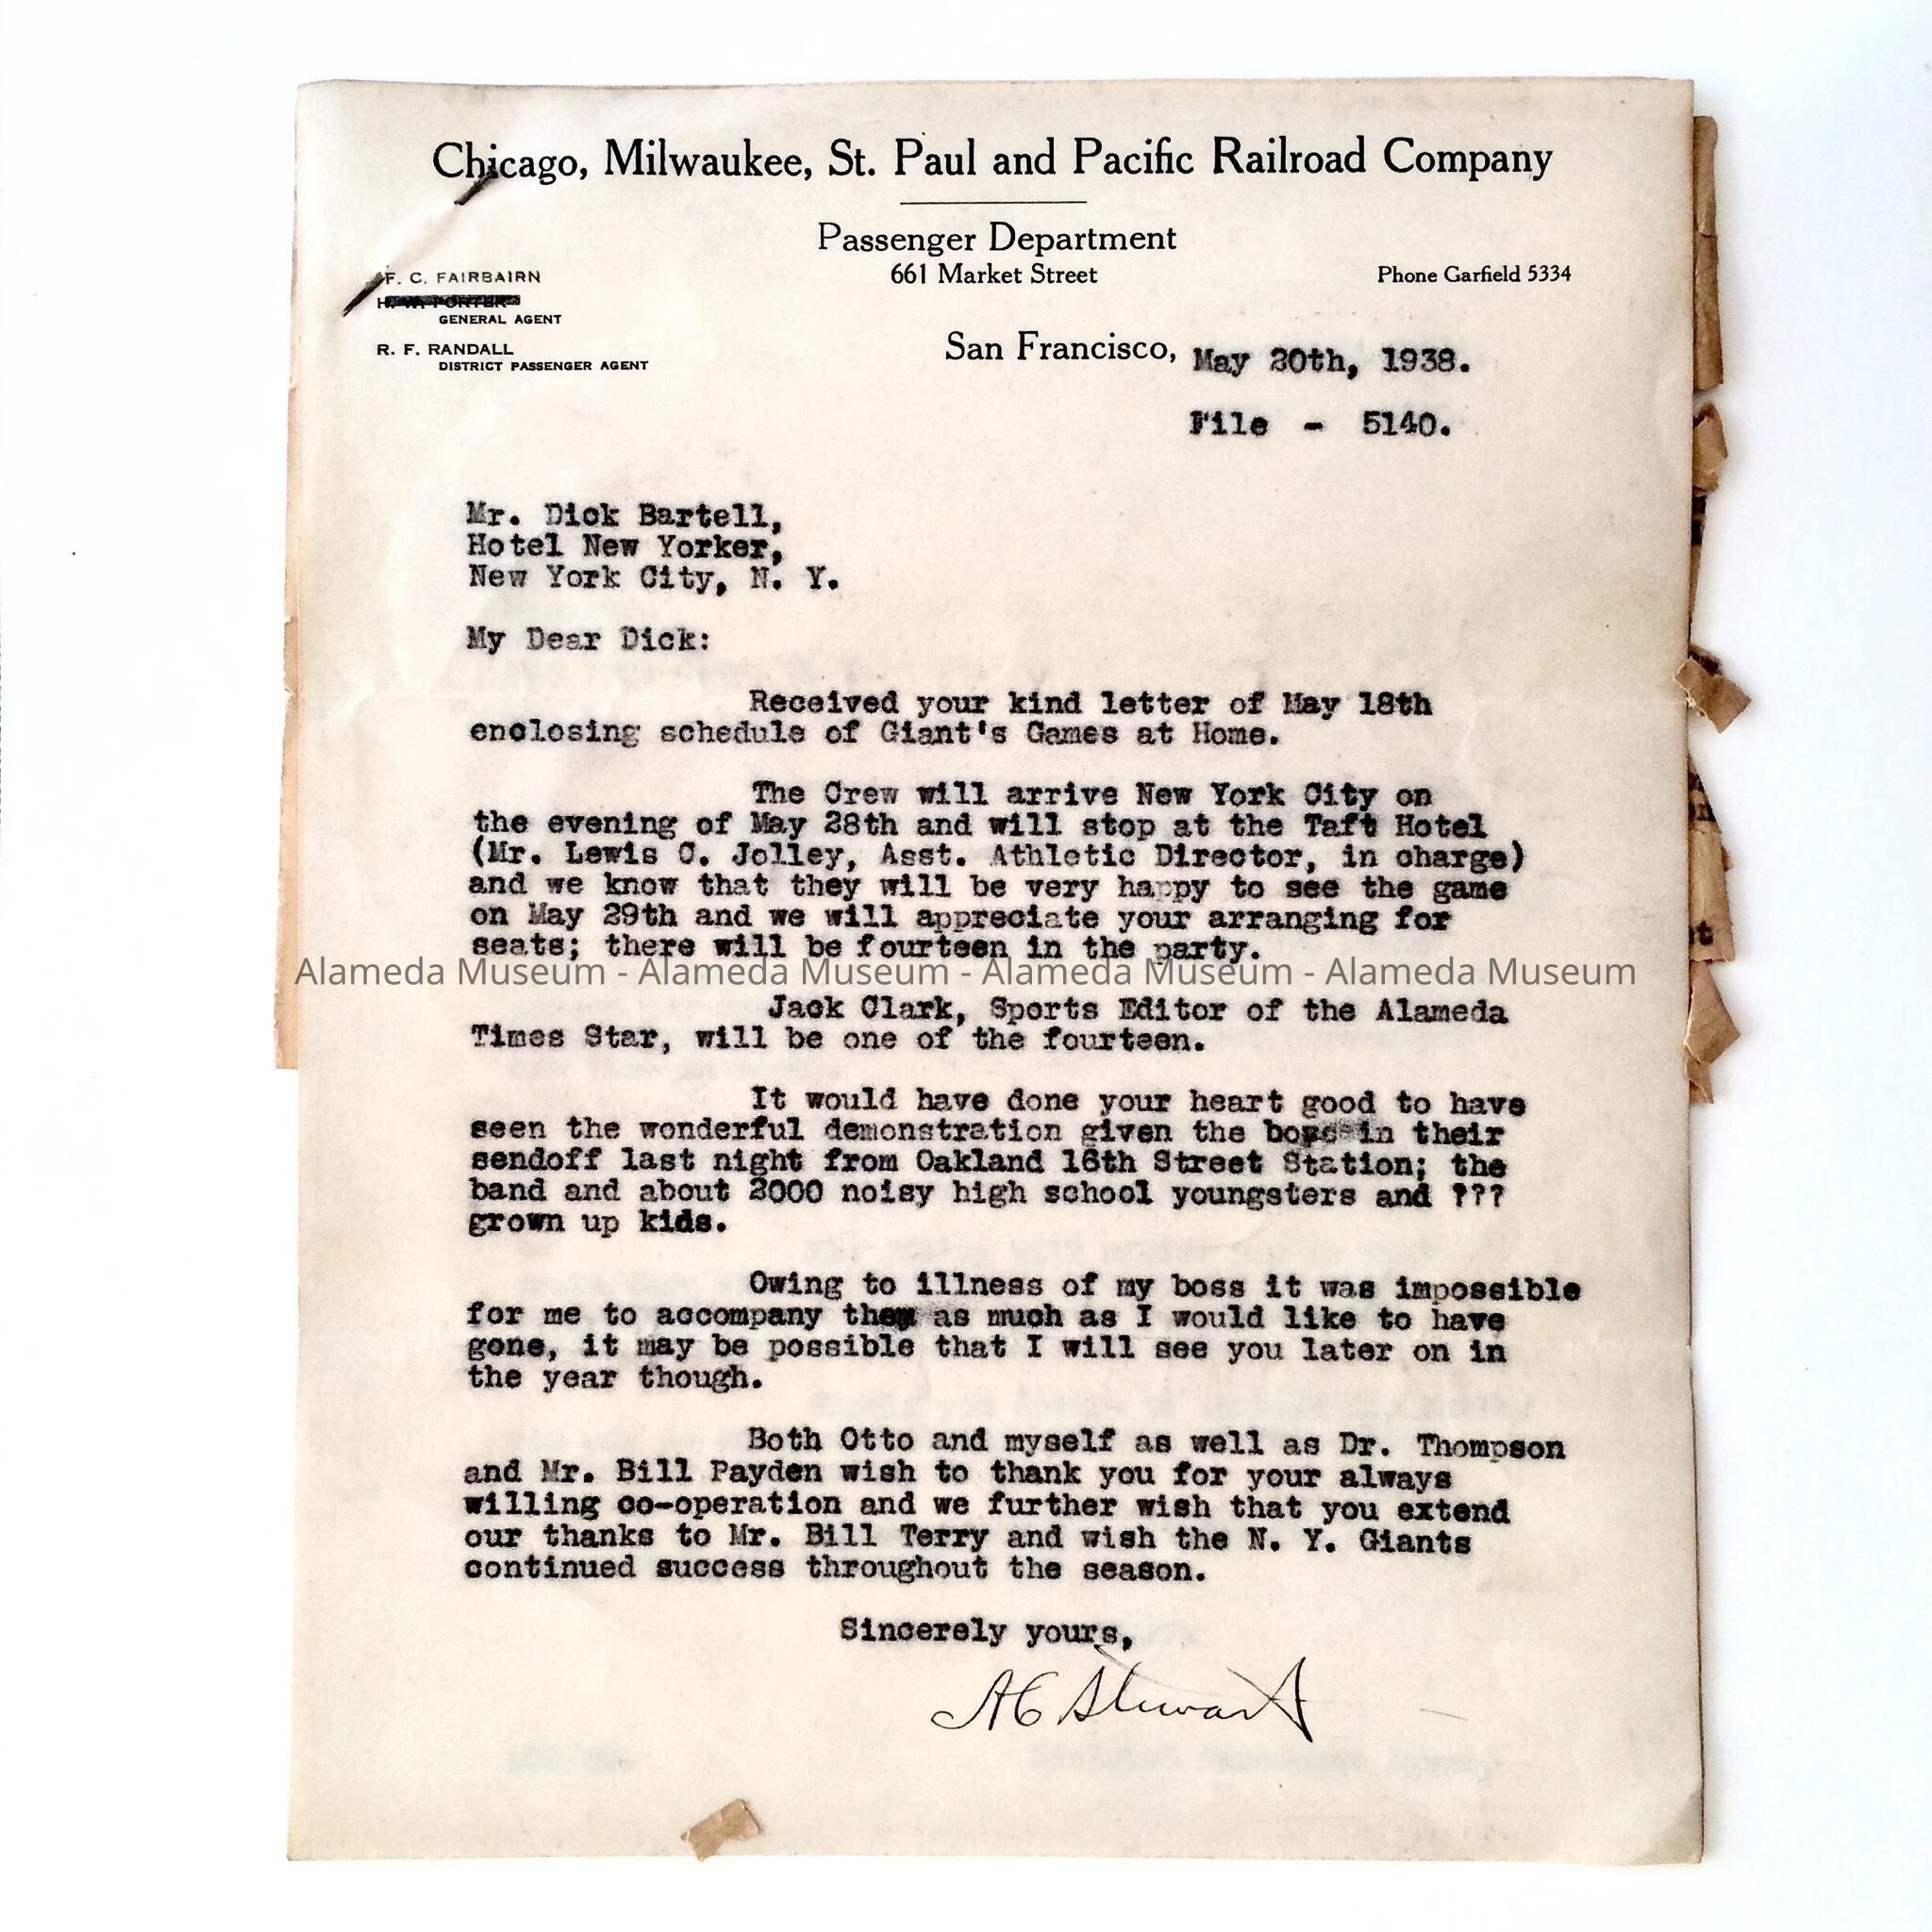 Chicago, Milwaukee, St. Paul and Pacific Railroad Company
Passenger Department
661 Market Street
Phone Garfield 5334
F. C. FAIRBAIRN
H. W. PORTER
GENERAL AGENT
R. F. RANDALL
DISTRICT PASSENGER AGENT
San Francisco, May 20th, 1938.
File - 5140.
Mr. Dick Bartell,
Hotel New Yorker,
New York City, N. Y.
My Dear Dick:
Received your kind letter of May 18th
enclosing schedule of Giant's Games at Home.
The Crew will arrive New York City on
the evening of May 28th and will stop at the Taft Hotel
(Mr. Lewis C. Jolley, Asst. Athletic Director, in charge)
and we know that they will be very happy to see the game
on May 29th and we will appreciate your arranging for
seats; there will be fourteen in the party.
Alameda Museum - Alameda Museum - Alameda Museum - Alameda Museum
Jack Clark, Sports Editor of the Alameda
Times Star, will be one of the fourteen.
It would have done your heart good to have
seen the wonderful demonstration given the boys in their
sendoff last night from Oakland 16th Street Station; the
band and about 2000 noisy high school youngsters and ???
grown up kids.
Owing to illness of my boss it was impossible
for me to accompany them as much as I would like to have
gone, it may be possible that I will see you later on in
the year though.
Both Otto and myself as well as Dr. Thompson
and Mr. Bill Payden wish to thank you for your always
willing co-operation and we further wish that you extend
our thanks to Mr. Bill Terry and wish the N. Y. Giants
continued success throughout the season.
Sincerely yours,
AC Stewart